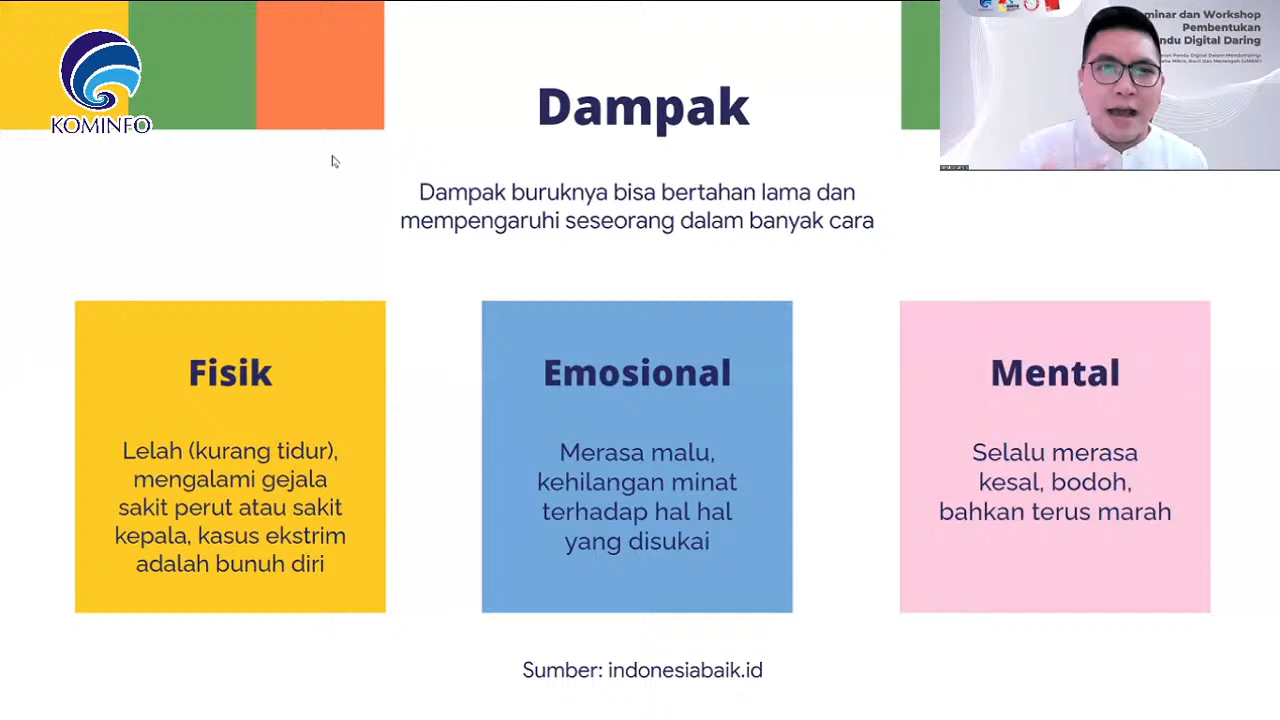 KOMINFO
Dampak
Dampak buruknya bisa bertahan lama dan
mempengaruhi seseorang dalam banyak cara
minar dan Workshop
Pembentukan
ndu Digital Daring
Fisik
Lelah (kurang tidur),
mengalami gejala
sakit perut atau sakit
kepala, kasus ekstrim
adalah bunuh diri
Emosional
Merasa malu,
kehilangan minat
terhadap hal hal
yang disukai
Mental
Selalu merasa
kesal, bodoh,
bahkan terus marah
Sumber: indonesiabaik.id